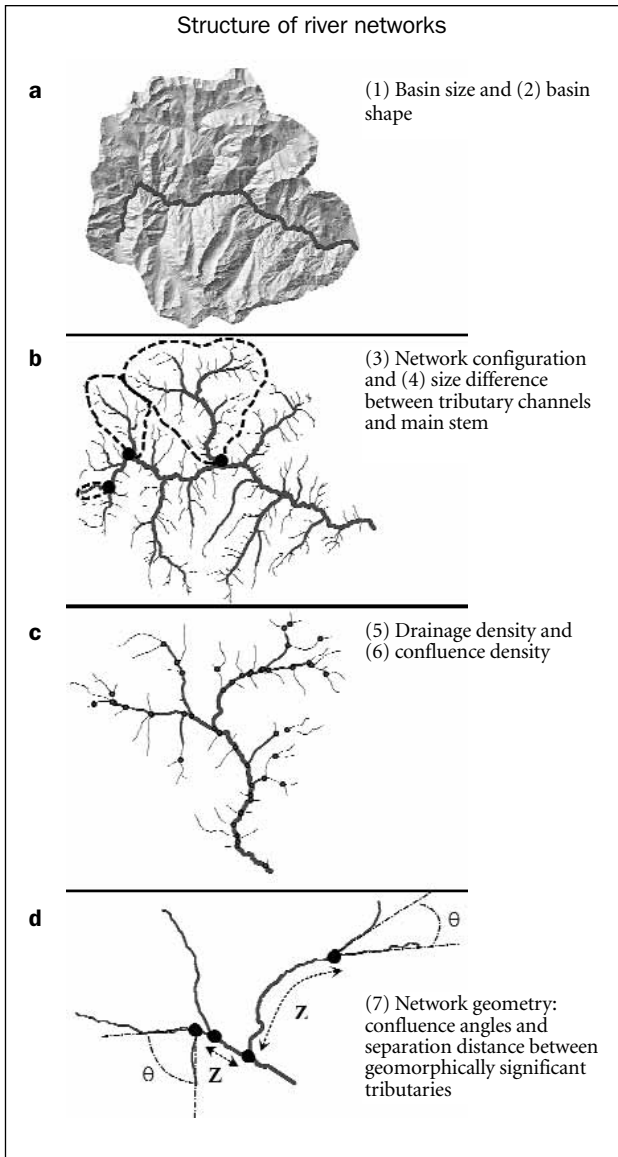 Structure of river networks
a
(1) Basin size and (2) basin
shape
b
(3) Network configuration
and (4) size difference
between tributary channels
and main stem
c
(5) Drainage density and
(6) confluence density
d
θ
Z
θ
Z
(7) Network geometry:
confluence angles and
separation distance between
geomorphically significant
tributaries